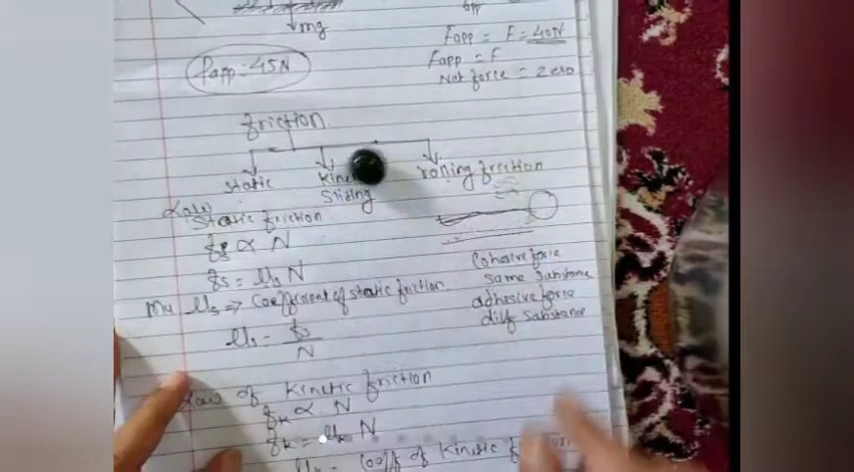 mg
Fapp = F = 40N
Fapp = F
Net force = zero
fapp = 45N
friction
static
rolling friction
sliding
Law
Static friction
fs ∝ N
fs = μs N
Mu μs => Coefficient of static friction
μs = fs
N
Cohesive force
same substance
adhesive force
diff substance
Law of Kinetic friction
fk ∝ N
fk = μk N
of Kinetic